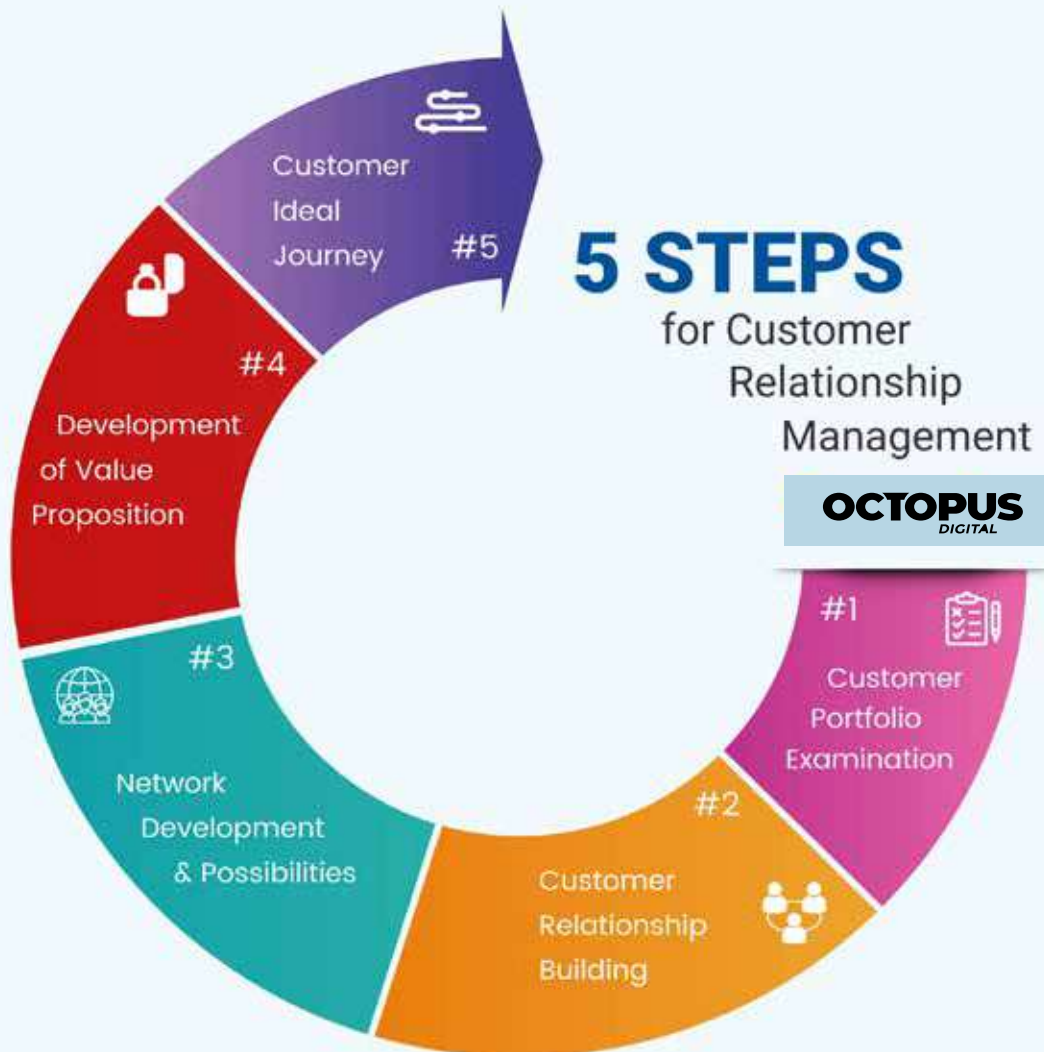 5 STEPS
for Customer
Relationship
Management
OCTOPUS
DIGITAL
#1
Customer
Portfolio
Examination
#2
Customer
Relationship
Building
#3
Network
Development
& Possibilities
#4
Development
of Value
Proposition
Customer
Ideal
Journey
#5